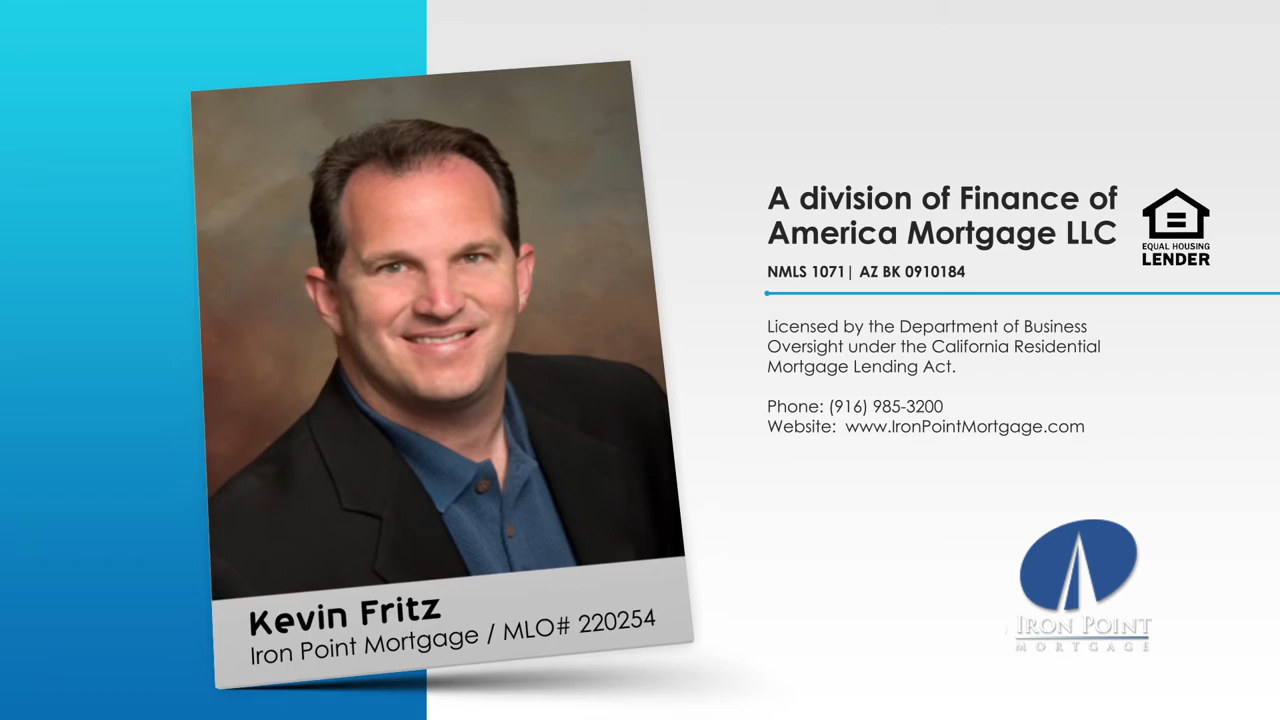 Kevin Fritz
Iron Point Mortgage / MLO# 220254
A division of Finance of
America Mortgage LLC
NMLS 1071| AZ BK 0910184
EQUAL HOUSING
LENDER
Licensed by the Department of Business
Oversight under the California Residential
Mortgage Lending Act.
Phone: (916) 985-3200
Website:  www.IronPointMortgage.com
IRON POINT
MORTGAGE